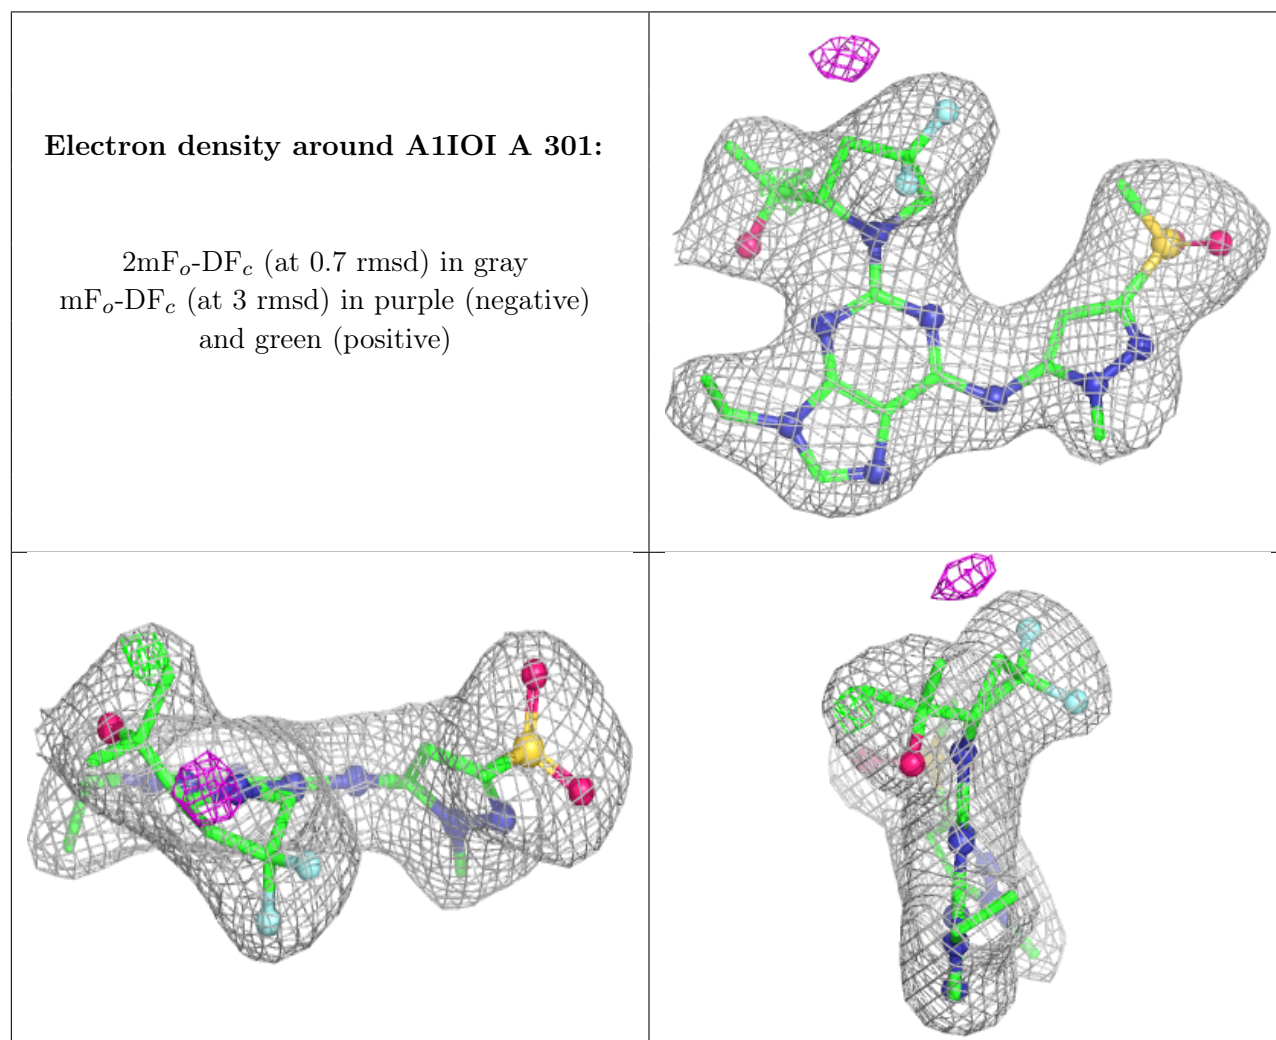 Electron density around A1IOI A 301:
2mFo-DFc (at 0.7 rmsd) in gray
mFo-DFc (at 3 rmsd) in purple (negative)
and green (positive)